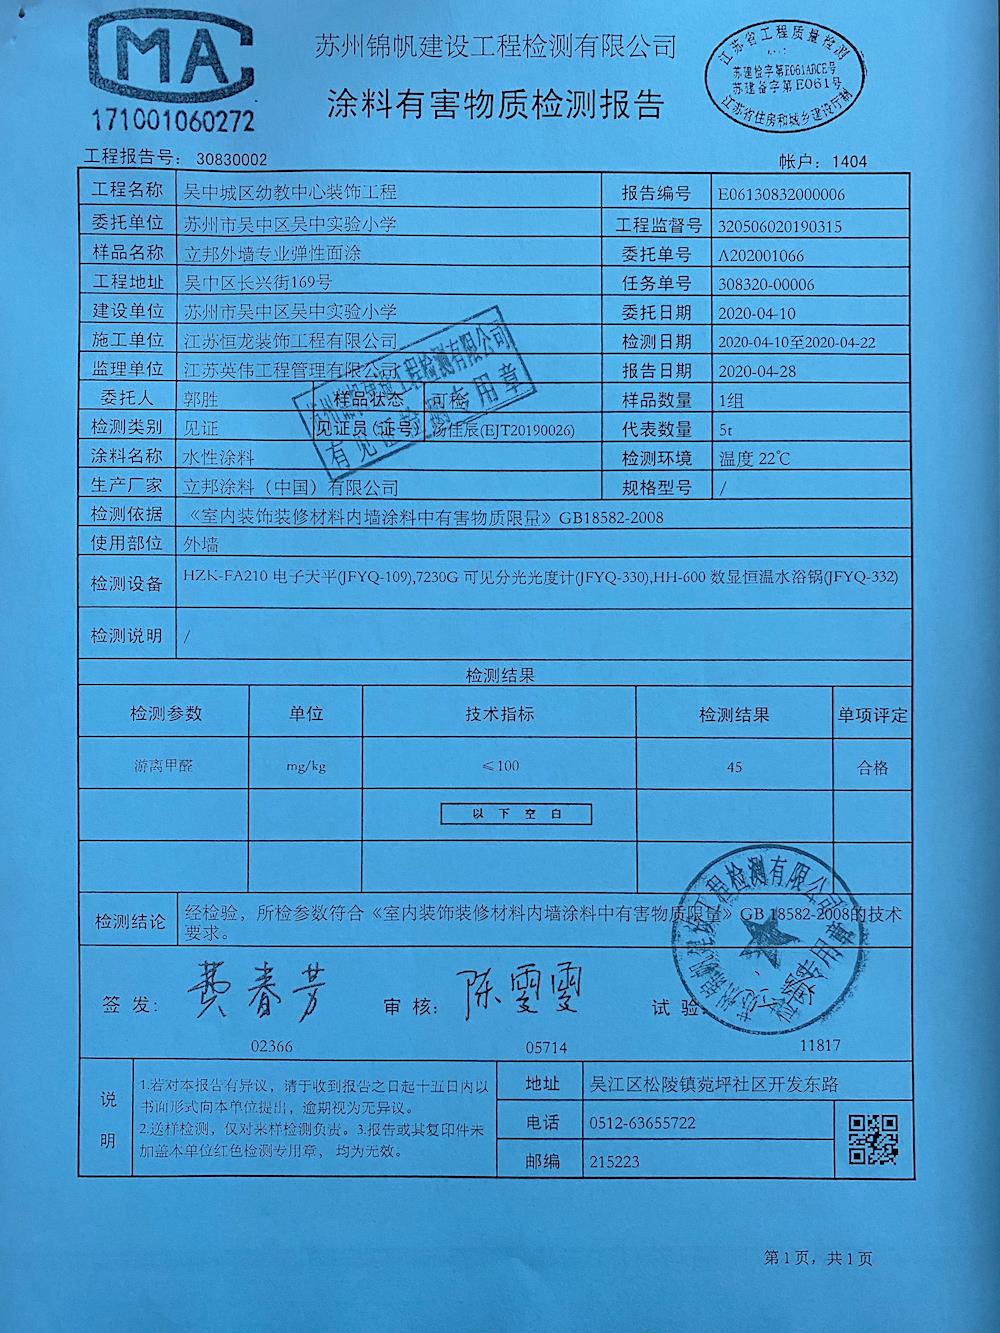 CMA
171001060272
苏州锦帆建设工程检测有限公司
涂料有害物质检测报告
江苏省工程质量检测
苏建检字第E061ABCE号
苏建备字第E061号
江苏省住房和城乡建设厅制
工程报告号： 30830002
帐户：1404
工程名称 吴中城区幼教中心装饰工程 报告编号 E06130832000006
委托单位 苏州市吴中区吴中实验小学 工程监督号 320506020190315
样品名称 立邦外墙专业弹性面涂 委托单号 A202001066
工程地址 吴中区长兴街169号 任务单号 308320-00006
建设单位 苏州市吴中区吴中实验小学 委托日期 2020-04-10
施工单位 江苏恒龙装饰工程有限公司 检测日期 2020-04-10至2020-04-22
监理单位 江苏英伟工程管理有限公司 报告日期 2020-04-28
委托人 郭胜 样品状态 可检 样品数量 1组
检测类别 见证 见证员(证号) 汤佳辰(EJT20190026) 代表数量 5t
涂料名称 水性涂料 检测环境 温度 22℃
生产厂家 立邦涂料（中国）有限公司 规格型号 /
检测依据 《室内装饰装修材料内墙涂料中有害物质限量》GB18582-2008
使用部位 外墙
检测设备 HZK-FA210 电子天平(JFYQ-109),7230G 可见分光光度计(JFYQ-330),HH-600 数显恒温水浴锅(JFYQ-332)
检测说明 /
检测结果
检测参数 单位 技术指标 检测结果 单项评定
游离甲醛 mg/kg ≤100 45 合格
以下空白
检测结论 经检验，所检参数符合《室内装饰装修材料内墙涂料中有害物质限量》GB 18582-2008的技术
要求。
签发： 费春芳 审核： 陈雯雯 试验：
02366 05714 11817
说明
1.若对本报告有异议，请于收到报告之日起十五日内以
书面形式向本单位提出，逾期视为无异议。
2.送样检测，仅对来样检测负责。3.报告或其复印件未
加盖本单位红色检测专用章，均为无效。
地址 吴江区松陵镇菀坪社区开发东路
电话 0512-63655722
邮编 215223
第1页，共1页